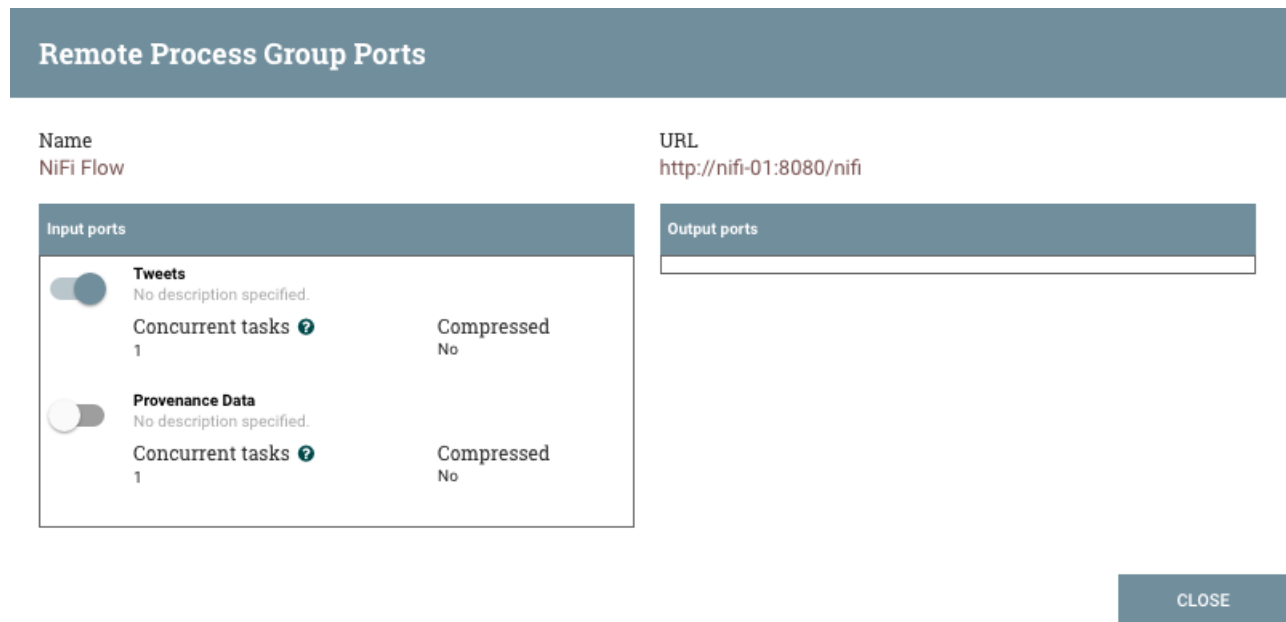 Remote Process Group Ports
Name
NiFi Flow
URL
http://nifi-01:8080/nifi
Input ports
Tweets
No description specified.
Concurrent tasks ?
1
Compressed
No
Provenance Data
No description specified.
Concurrent tasks ?
1
Compressed
No
Output ports
CLOSE